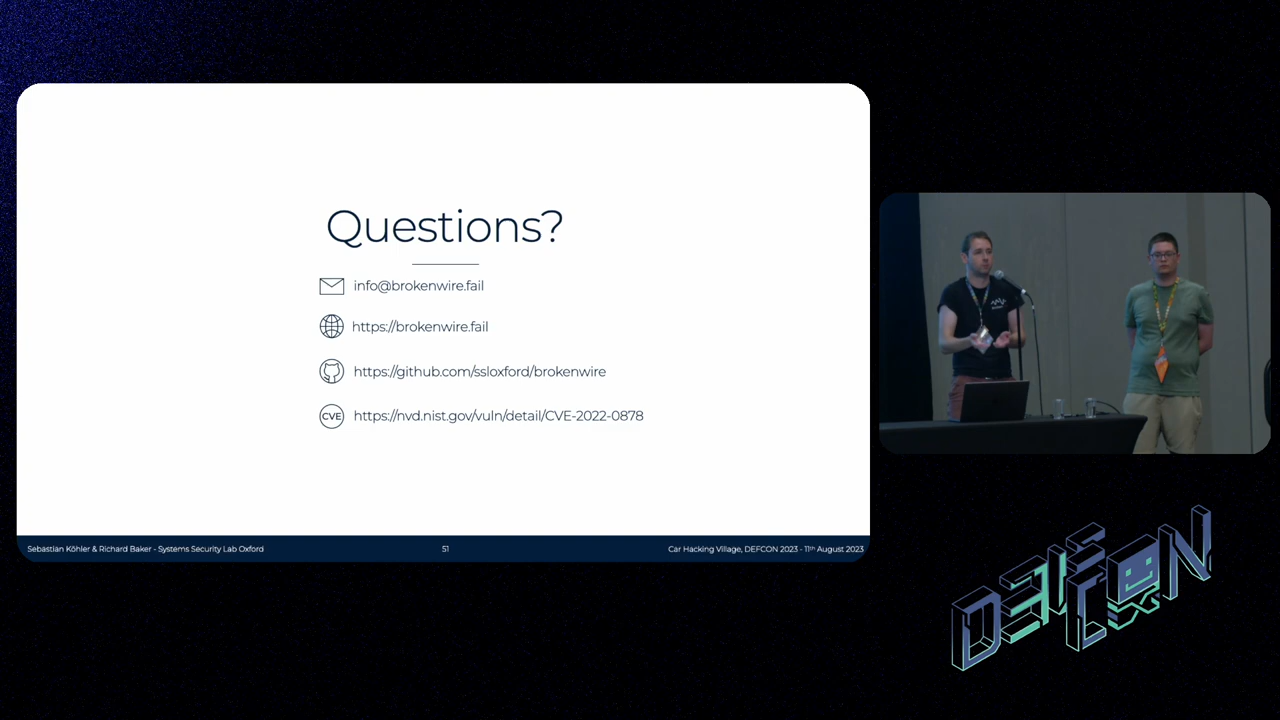 Questions?
info@brokenwire.fail
https://brokenwire.fail
https://github.com/ssloxford/brokenwire
CVE https://nvd.nist.gov/vuln/detail/CVE-2022-0878
Sebastian Köhler & Richard Baker - Systems Security Lab Oxford 51 Car Hacking Village, DEFCON 2023 - 11th August 2023
DEFCON